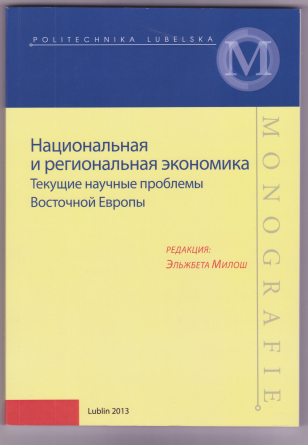 POLITECHNIKA LUBELSKA
M
MONOGRAFIE
Национальная
и региональная экономика
Текущие научные проблемы
Восточной Европы
РЕДАКЦИЯ:
ЭЛЬЖБЕТА МИЛОШ
Lublin 2013